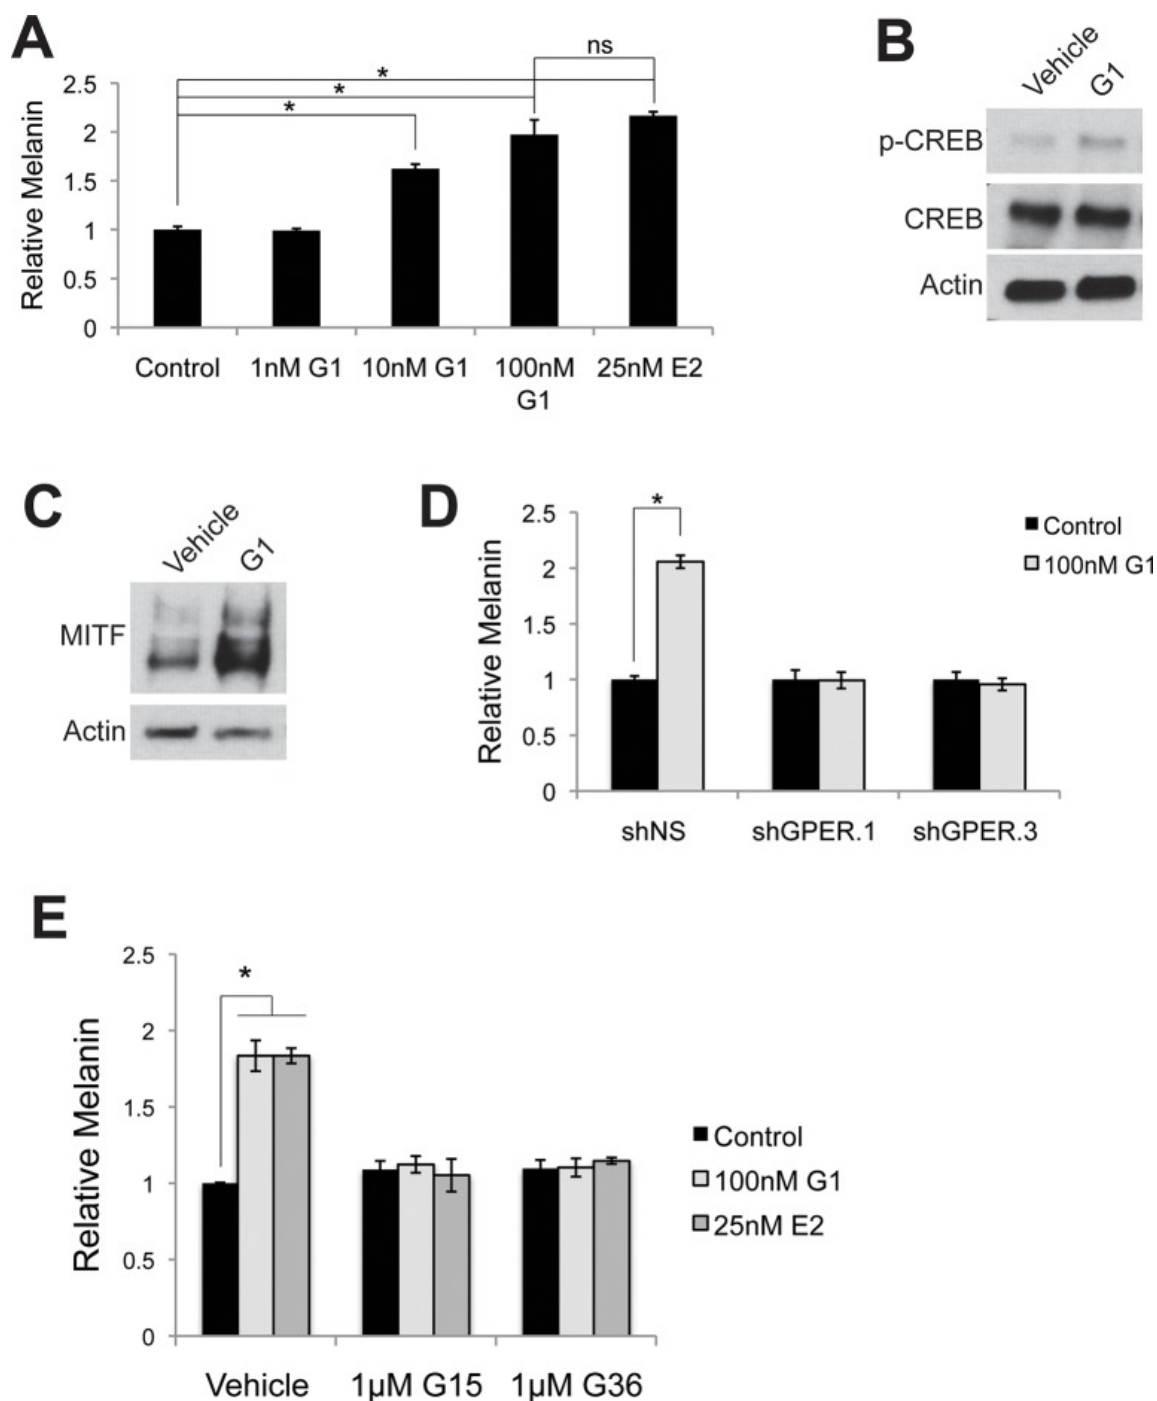 A
ns
*
*
*
2.5
2
1.5
1
0.5
0
Relative Melanin
Control 1nM G1 10nM G1 100nM G1 25nM E2
B
Vehicle G1
p-CREB
CREB
Actin
C
Vehicle G1
MITF
Actin
D
*
2.5
2
1.5
1
0.5
0
Relative Melanin
Control
100nM G1
shNS shGPER.1 shGPER.3
E
*
2.5
2
1.5
1
0.5
0
Relative Melanin
Control
100nM G1
25nM E2
Vehicle 1µM G15 1µM G36